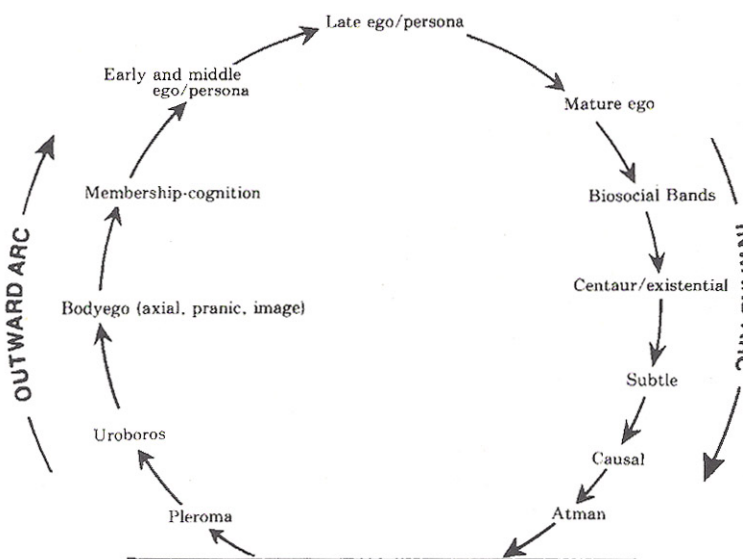 Late ego/persona
Early and middle
ego/persona
Mature ego
Membership-cognition
Biosocial Bands
OUTWARD ARC
Centaur/existential
Bodyego (axial, pranic, image)
Subtle
Uroboros
Causal
Pleroma
Atman